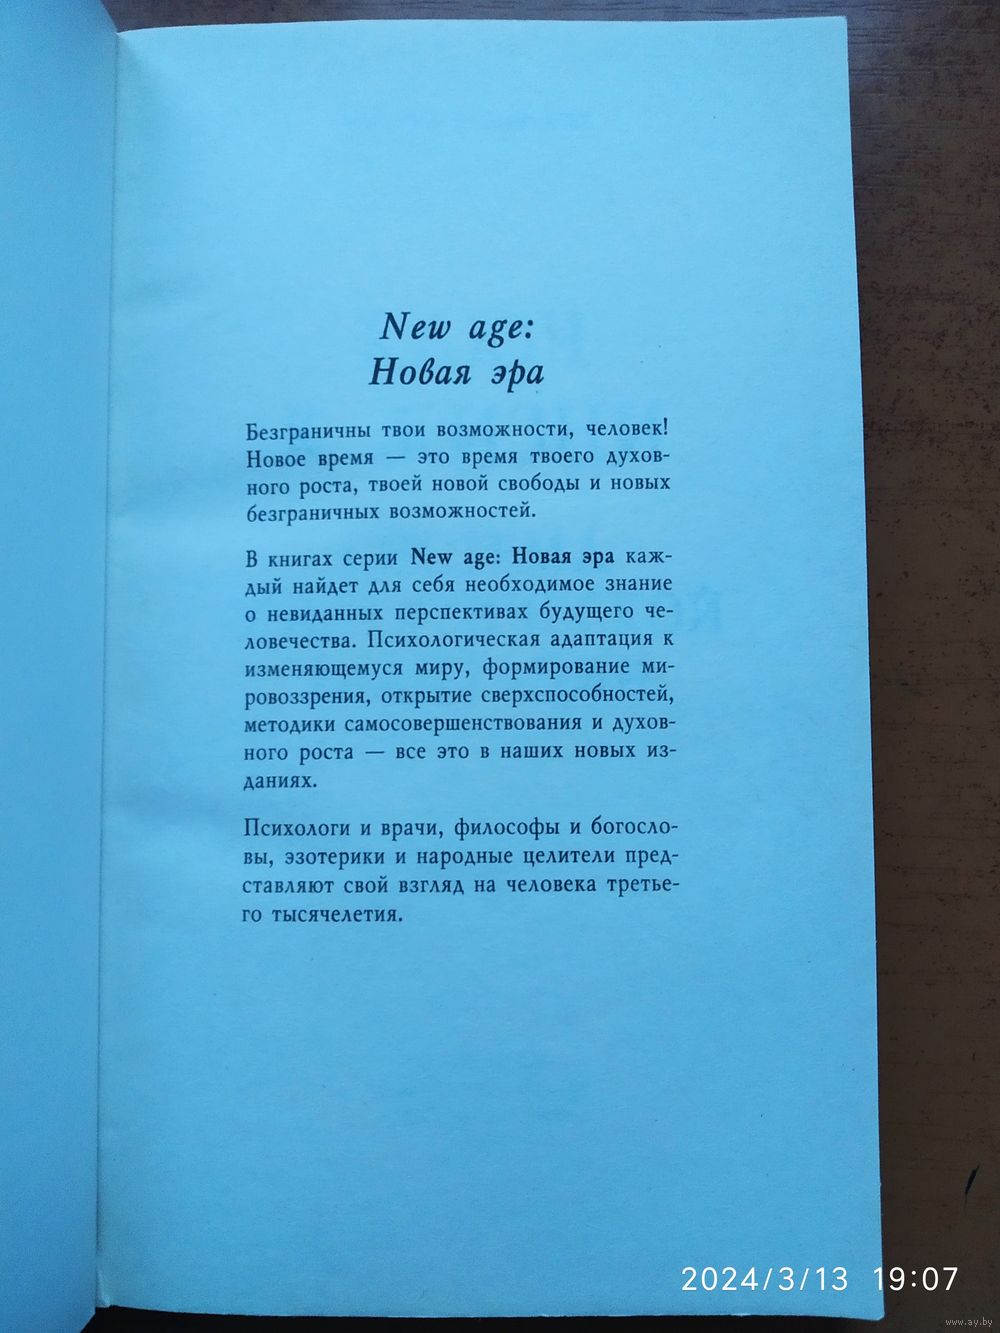 New age:
Новая эра
Безграничны твои возможности, человек!
Новое время — это время твоего духов-
ного роста, твоей новой свободы и новых
безграничных возможностей.
В книгах серии New age: Новая эра каж-
дый найдет для себя необходимое знание
о невиданных перспективах будущего че-
ловечества. Психологическая адаптация к
изменяющемуся миру, формирование ми-
ровоззрения, открытие сверхспособностей,
методики самосовершенствования и духов-
ного роста — все это в наших новых из-
даниях.
Психологи и врачи, философы и богосло-
вы, эзотерики и народные целители пред-
ставляют свой взгляд на человека третье-
го тысячелетия.
2024/3/13 19:07
www.ay.by